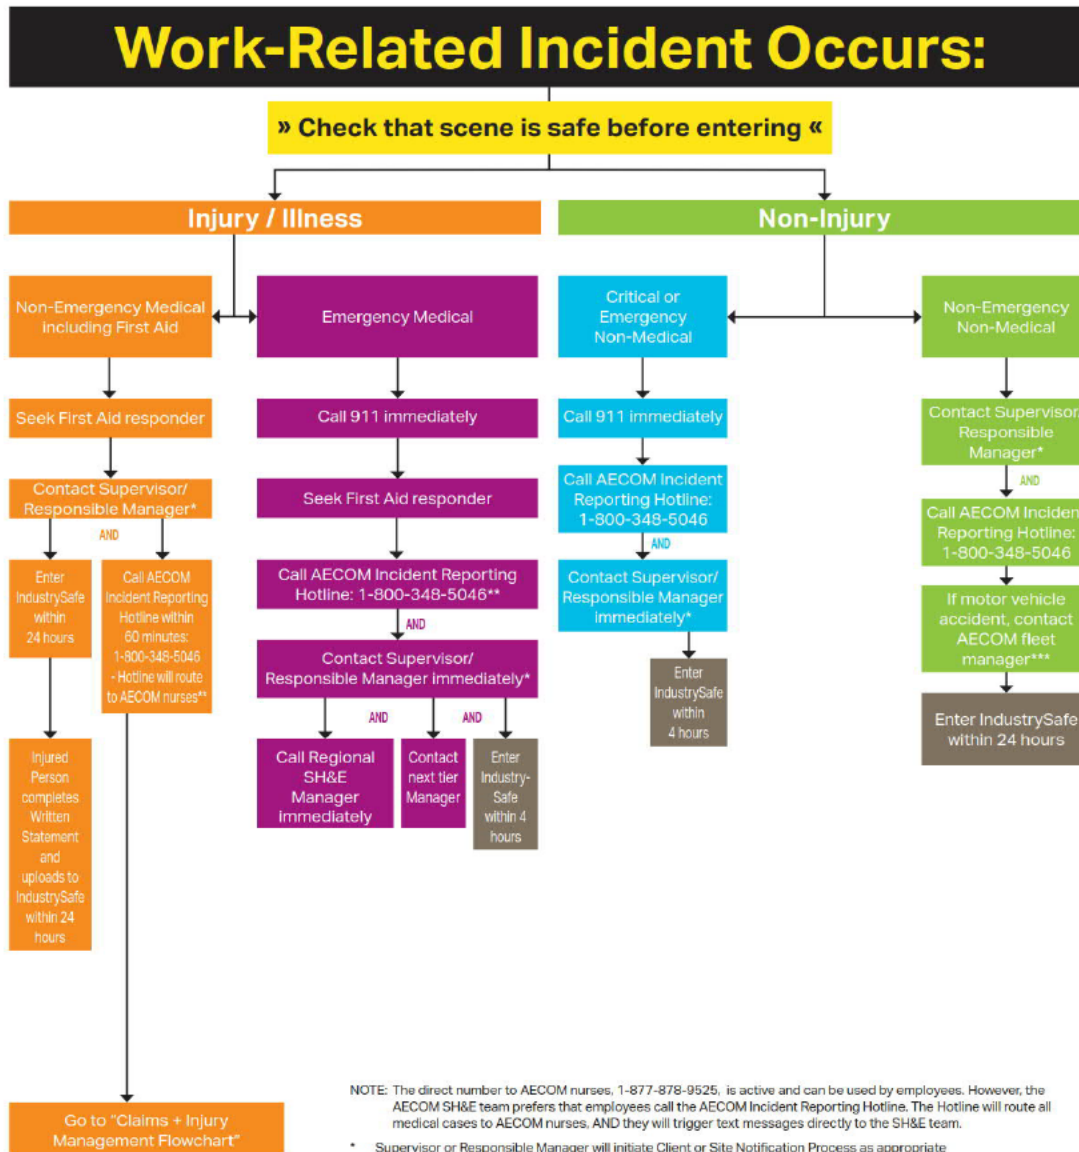 Work-Related Incident Occurs:
» Check that scene is safe before entering «
Injury / Illness
Non-Emergency Medical
including First Aid
Seek First Aid responder
Contact Supervisor/
Responsible Manager*
AND
Enter
IndustrySafe
within
24 hours
Injured
Person
completes
Written
Statement
and
uploads to
IndustrySafe
within 24
hours
Call AECOM
Incident Reporting
Hotline within
60 minutes:
1-800-348-5046
- Hotline will route
to AECOM nurses**
Go to "Claims + Injury
Management Flowchart"
Emergency Medical
Call 911 immediately
Seek First Aid responder
Call AECOM Incident Reporting
Hotline: 1-800-348-5046**
AND
Contact Supervisor/
Responsible Manager immediately*
AND
AND
Call Regional
SH&E
Manager
immediately
Contact
next tier
Manager
Enter
Industry-
Safe
within 4
hours
Non-Injury
Critical or
Emergency
Non-Medical
Call 911 immediately
Call AECOM Incident
Reporting Hotline:
1-800-348-5046
AND
Contact Supervisor/
Responsible Manager
immediately*
Enter
IndustrySafe
within
4 hours
Non-Emergency
Non-Medical
Contact Supervisor/
Responsible
Manager*
AND
Call AECOM Inciden
Reporting Hotline:
1-800-348-5046
If motor vehicle
accident, contact
AECOM fleet
manager***
Enter IndustrySafe
within 24 hours
NOTE: The direct number to AECOM nurses, 1-877-878-9525, is active and can be used by employees. However, the
AECOM SH&E team prefers that employees call the AECOM Incident Reporting Hotline. The Hotline will route all
medical cases to AECOM nurses, AND they will trigger text messages directly to the SH&E team.
* Supervisor or Responsible Manager will initiate Client or Site Notification Process as appropriate